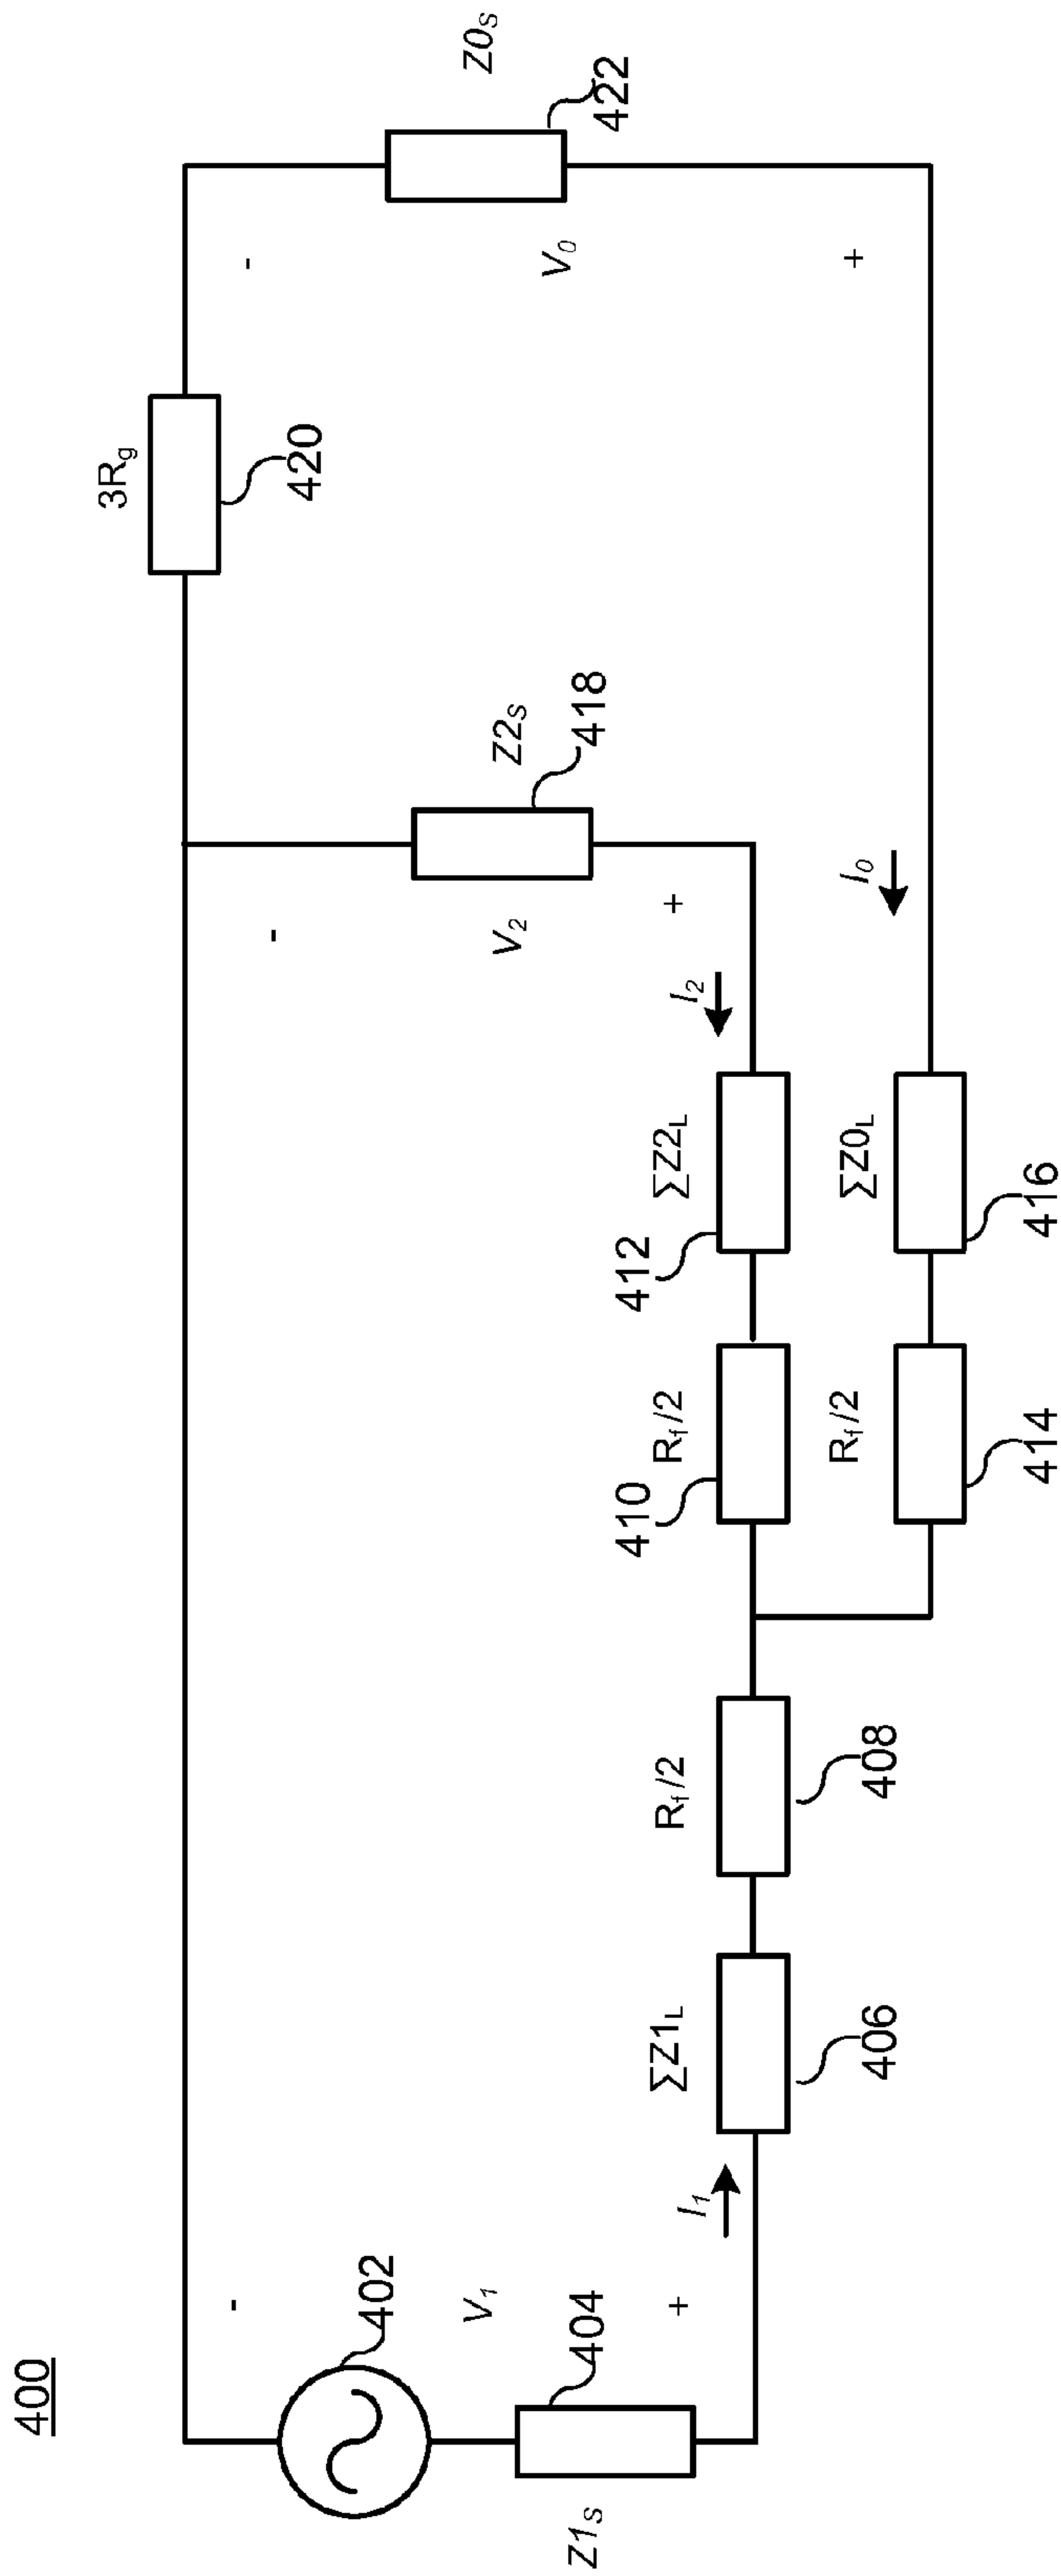 400
402
-
V₁
+
404
Z1S
I₁
ΣZ1L
406
Rf/2
408
Rf/2
410
412
ΣZ2L
I₂
Rf/2
414
ΣZ0L
416
I₀
-
V₂
+
Z2S
418
3Rg
420
-
V₀
+
Z0S
422